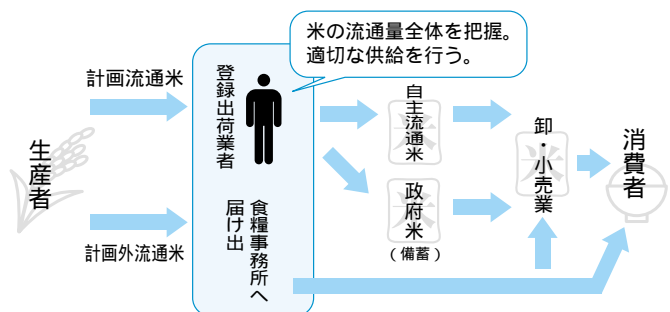 米の流通量全体を把握。
適切な供給を行う。
計画流通米
登録出荷業者
自主流通米
米
生産者
卸・小売業
米
消費者
政府米
(備蓄)
米
計画外流通米
食糧事務所へ
届け出